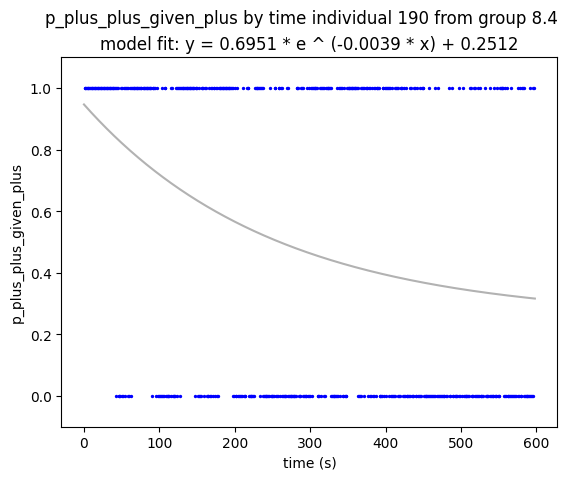 p_plus_plus_given_plus by time individual 190 from group 8.4
model fit: y = 0.6951 * e ^ (-0.0039 * x) + 0.2512
1.0
0.8
0.6
0.4
0.2
0.0
p_plus_plus_given_plus
0 100 200 300 400 500 600
time (s)